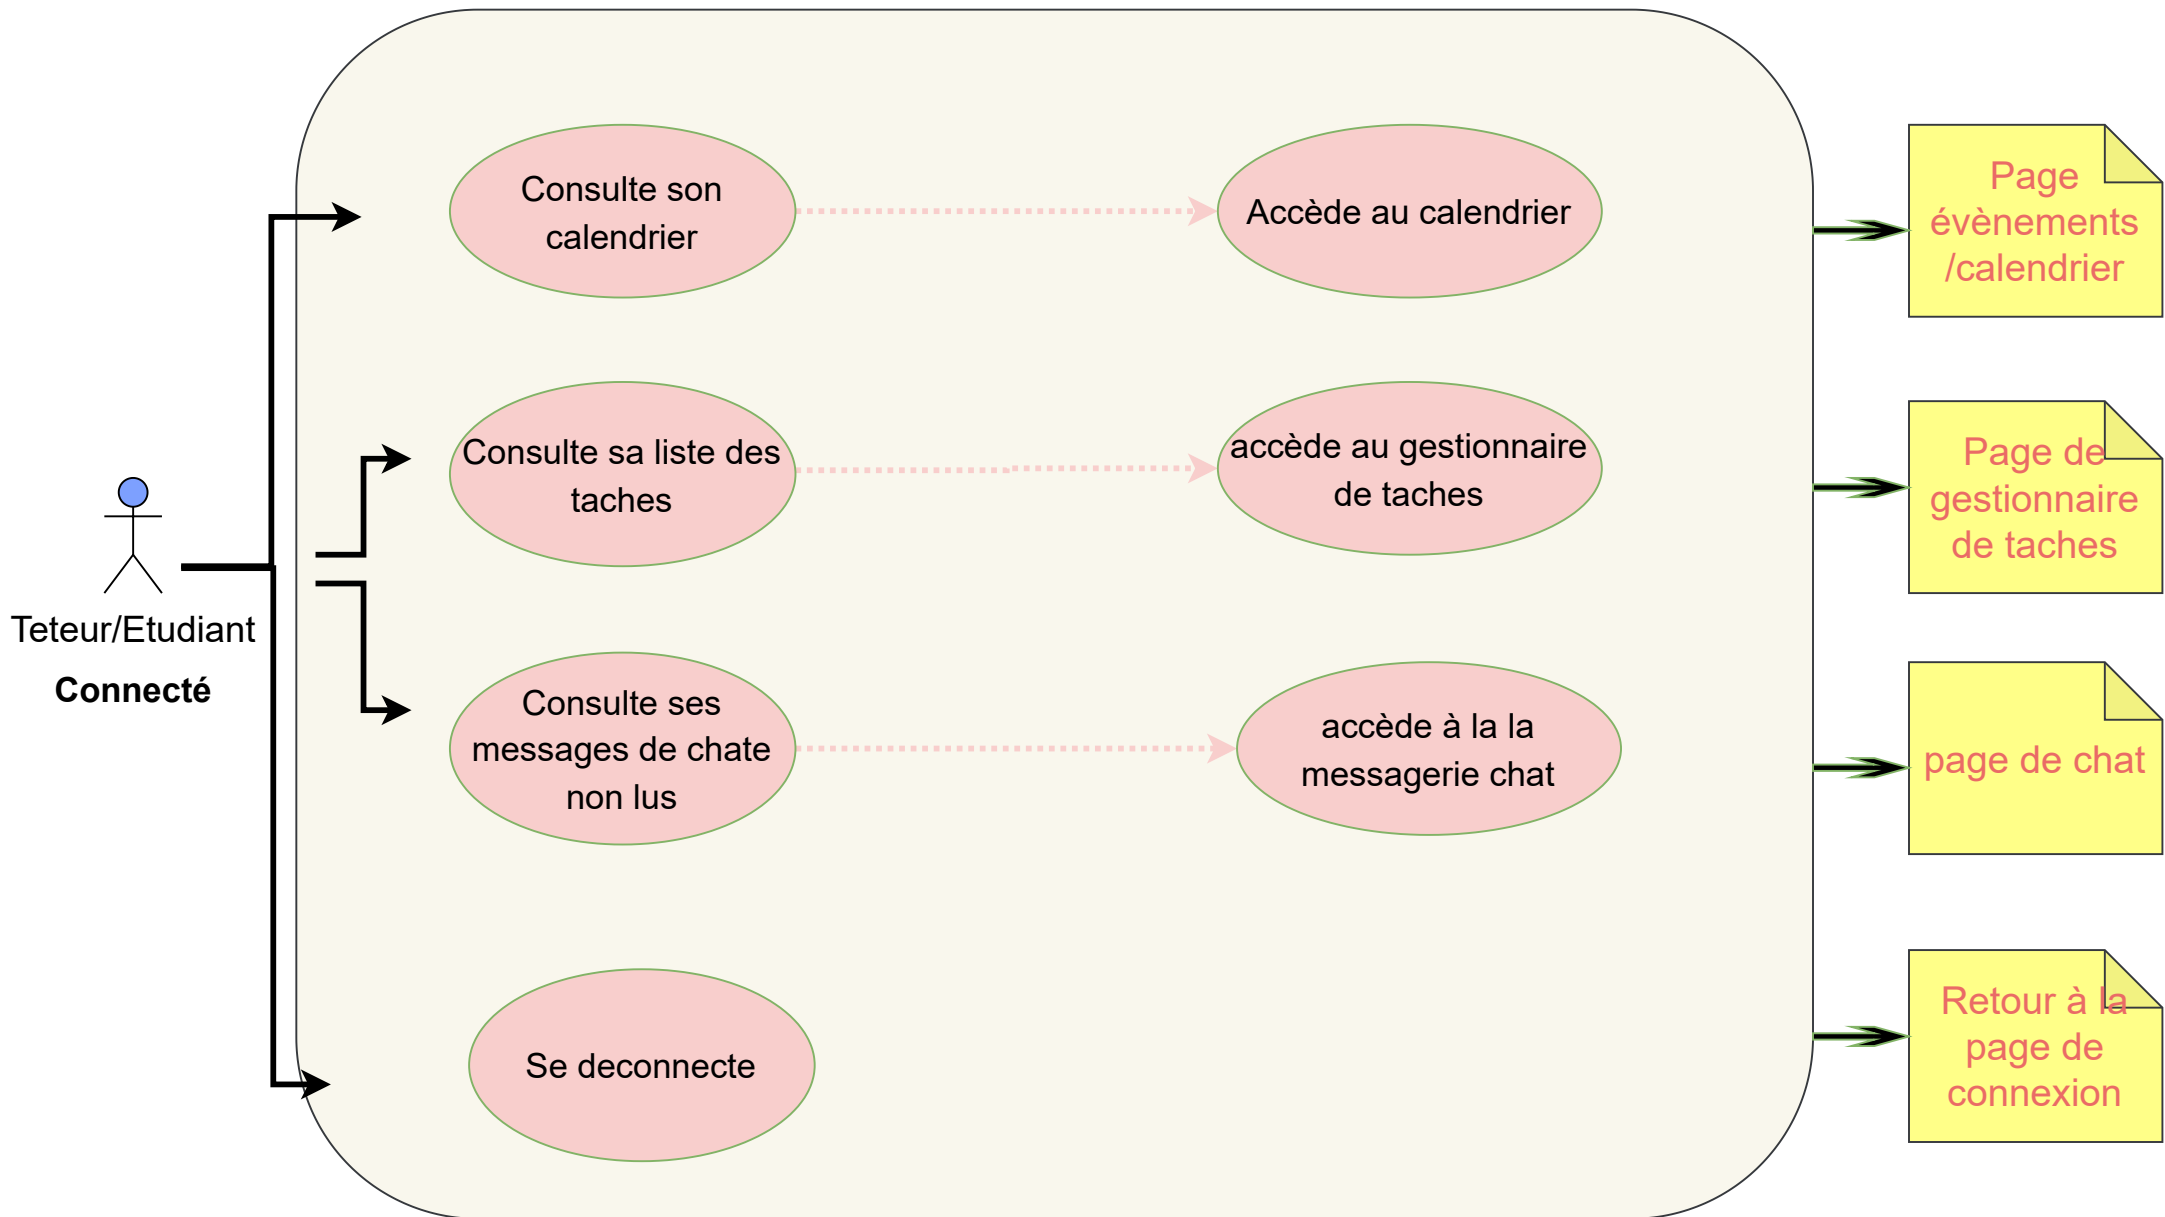 Consulte son
calendrier
Accède au calendrier
Page
évènements
/calendrier
Consulte sa liste des
taches
accède au gestionnaire
de taches
Page de
gestionnaire
de taches
Teteur/Etudiant
Connecté
Consulte ses
messages de chate
non lus
accède à la la
messagerie chat
page de chat
Se deconnecte
Retour à la
page de
connexion